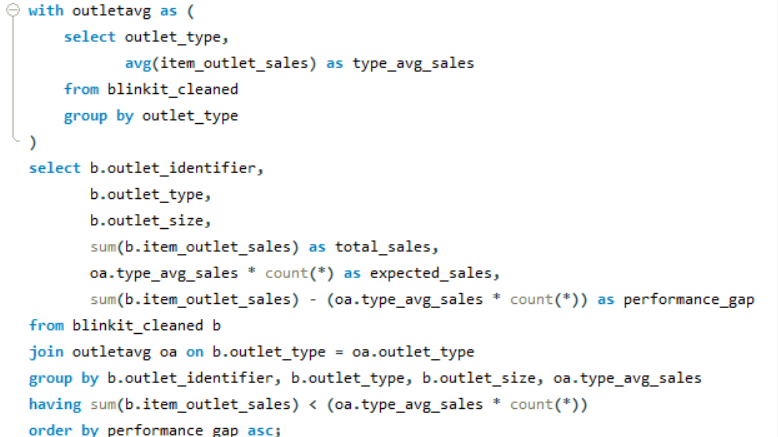 with outletavg as (
select outlet_type,
avg(item_outlet_sales) as type_avg_sales
from blinkit_cleaned
group by outlet_type
)
select b.outlet_identifier,
b.outlet_type,
b.outlet_size,
sum(b.item_outlet_sales) as total_sales,
oa.type_avg_sales * count(*) as expected_sales,
sum(b.item_outlet_sales) - (oa.type_avg_sales * count(*)) as performance_gap
from blinkit_cleaned b
join outletavg oa on b.outlet_type = oa.outlet_type
group by b.outlet_identifier, b.outlet_type, b.outlet_size, oa.type_avg_sales
having sum(b.item_outlet_sales) < (oa.type_avg_sales * count(*))
order by performance_gap asc;